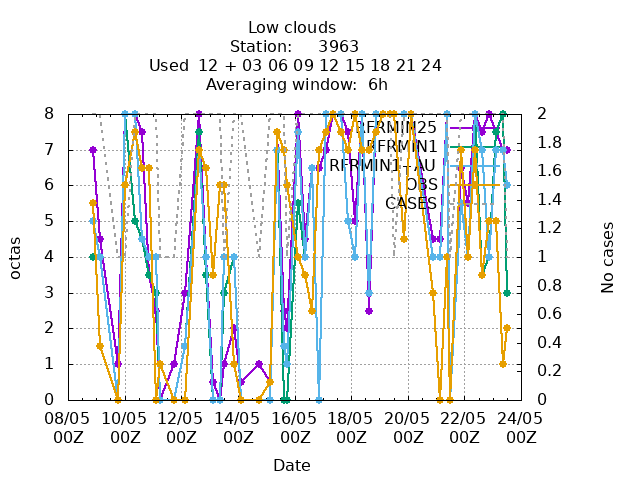 Low clouds
Station: 3963
Used 12 + 03 06 09 12 15 18 21 24
Averaging window: 6h
8 2
RFRMIN25
7 1.8
RFRMIN1
RFRMIN1-AU
6 1.6
OBS
5 1.4
CASES
4 1.2
3 1
2 0.8
1 0.6
0 0.4
0.2
0
octas
No cases
08/05 10/05 12/05 14/05 16/05 18/05 20/05 22/05 24/05
00Z 00Z 00Z 00Z 00Z 00Z 00Z 00Z 00Z
Date